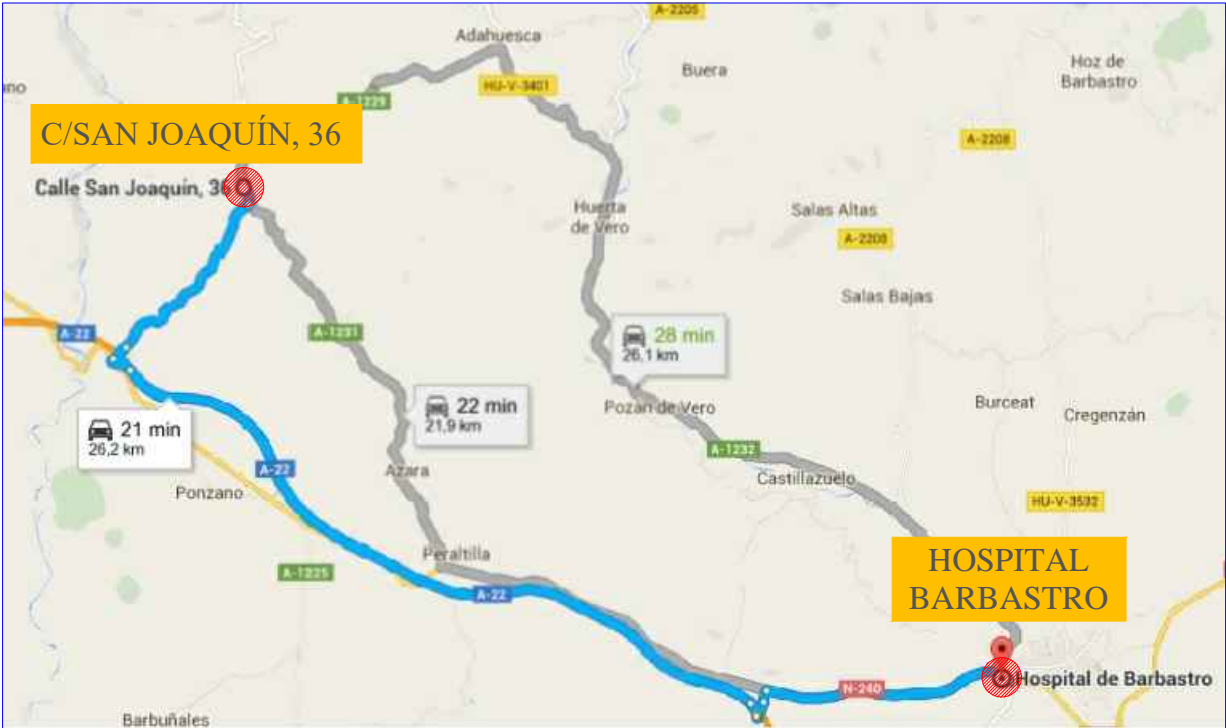 A-2205
Adahuesca
Buera
Hoz de
Barbastro
HU-V-3401
A-1229
C/SAN JOAQUÍN, 36
A-2208
Calle San Joaquín, 36
Huerta
de Vero
Salas Altas
A-2208
Salas Bajas
A-22
A-1231
28 min
26,1 km
22 min
21,9 km
Pozán de Vero
Burceat
Cregenzán
21 min
26,2 km
A-1232
Azara
A-22
Castillazuelo
Ponzano
HU-V-3532
Peraltilla
A-1225
A-22
HOSPITAL
BARBASTRO
N-240
Hospital de Barbastro
Barbuñales